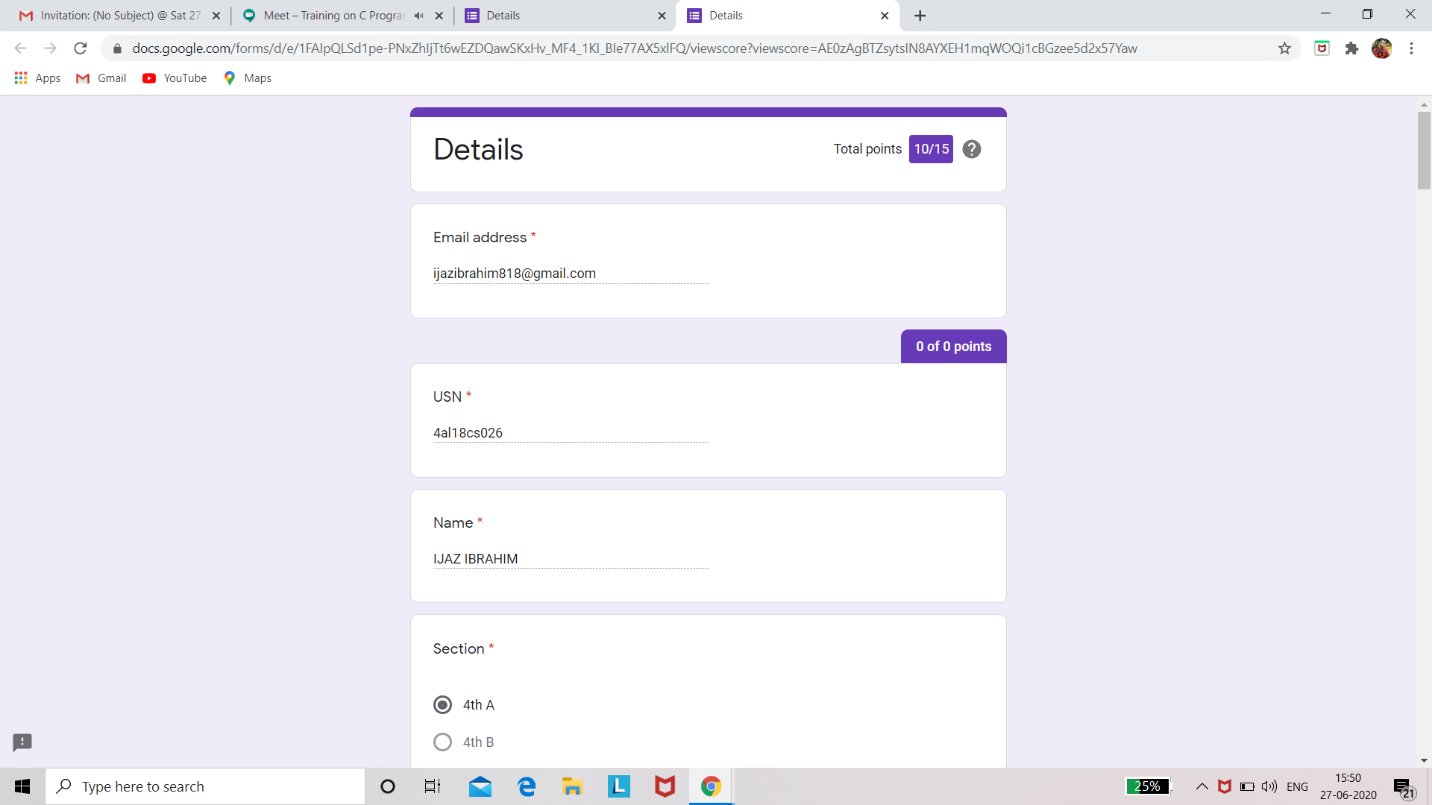 Invitation: (No Subject) @ Sat 27
Meet – Training on C Program
Details
Details
docs.google.com/forms/d/e/1FAIpQLSd1pe-PNxZhIjTt6wEZDQawSKxHv_MF4_1KI_BIe77AX5xlFQ/viewscore?viewscore=AE0zAgBTZsytsIN8AYXEH1mqWOQi1cBGzee5d2x57Yaw
Apps
Gmail
YouTube
Maps
Details
Total points 10/15
Email address *
ijazibrahim818@gmail.com
0 of 0 points
USN *
4al18cs026
Name *
IJAZ IBRAHIM
Section *
4th A
4th B
Type here to search
25%
ENG
15:50
27-06-2020
21